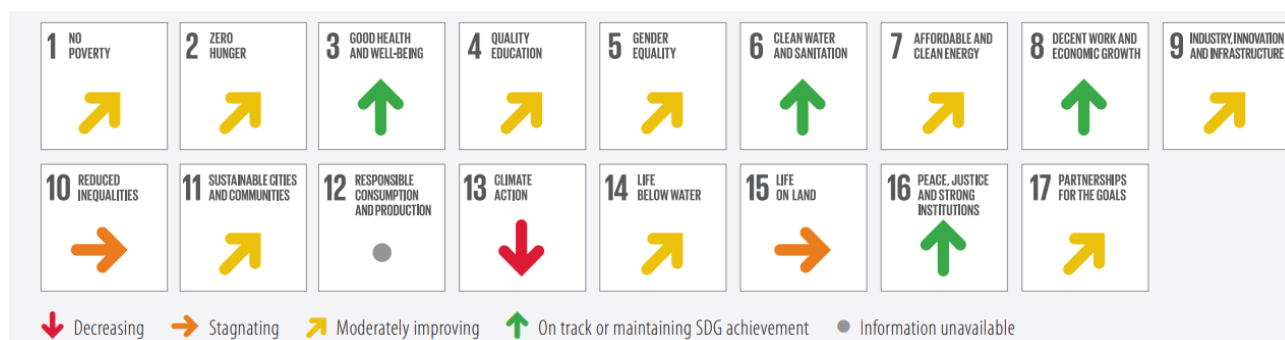 1 NO
POVERTY
2 ZERO
HUNGER
3 GOOD HEALTH
AND WELL-BEING
4 QUALITY
EDUCATION
5 GENDER
EQUALITY
6 CLEAN WATER
AND SANITATION
7 AFFORDABLE AND
CLEAN ENERGY
8 DECENT WORK AND
ECONOMIC GROWTH
9 INDUSTRY, INNOVATION
AND INFRASTRUCTURE
10 REDUCED
INEQUALITIES
11 SUSTAINABLE CITIES
AND COMMUNITIES
12 RESPONSIBLE
CONSUMPTION
AND PRODUCTION
13 CLIMATE
ACTION
14 LIFE
BELOW WATER
15 LIFE
ON LAND
16 PEACE, JUSTICE
AND STRONG
INSTITUTIONS
17 PARTNERSHIPS
FOR THE GOALS
Decreasing
Stagnating
Moderately improving
On track or maintaining SDG achievement
Information unavailable